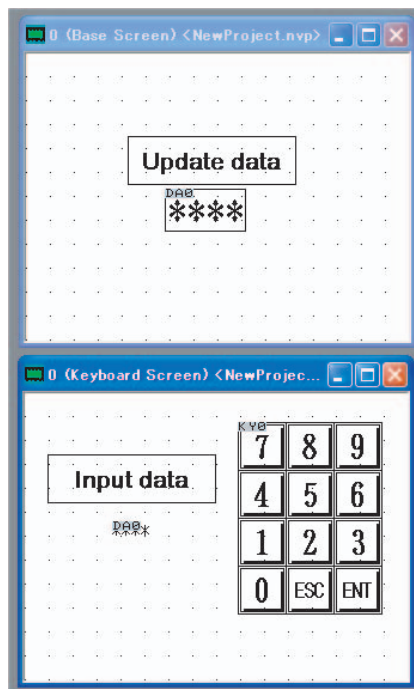 0 (Base Screen) <NewProject.nvp>
Update data
DA0
****
0 (Keyboard Screen) <NewProjec...
Input data
DA0
****
KY0
7 8 9
4 5 6
1 2 3
0 ESC ENT